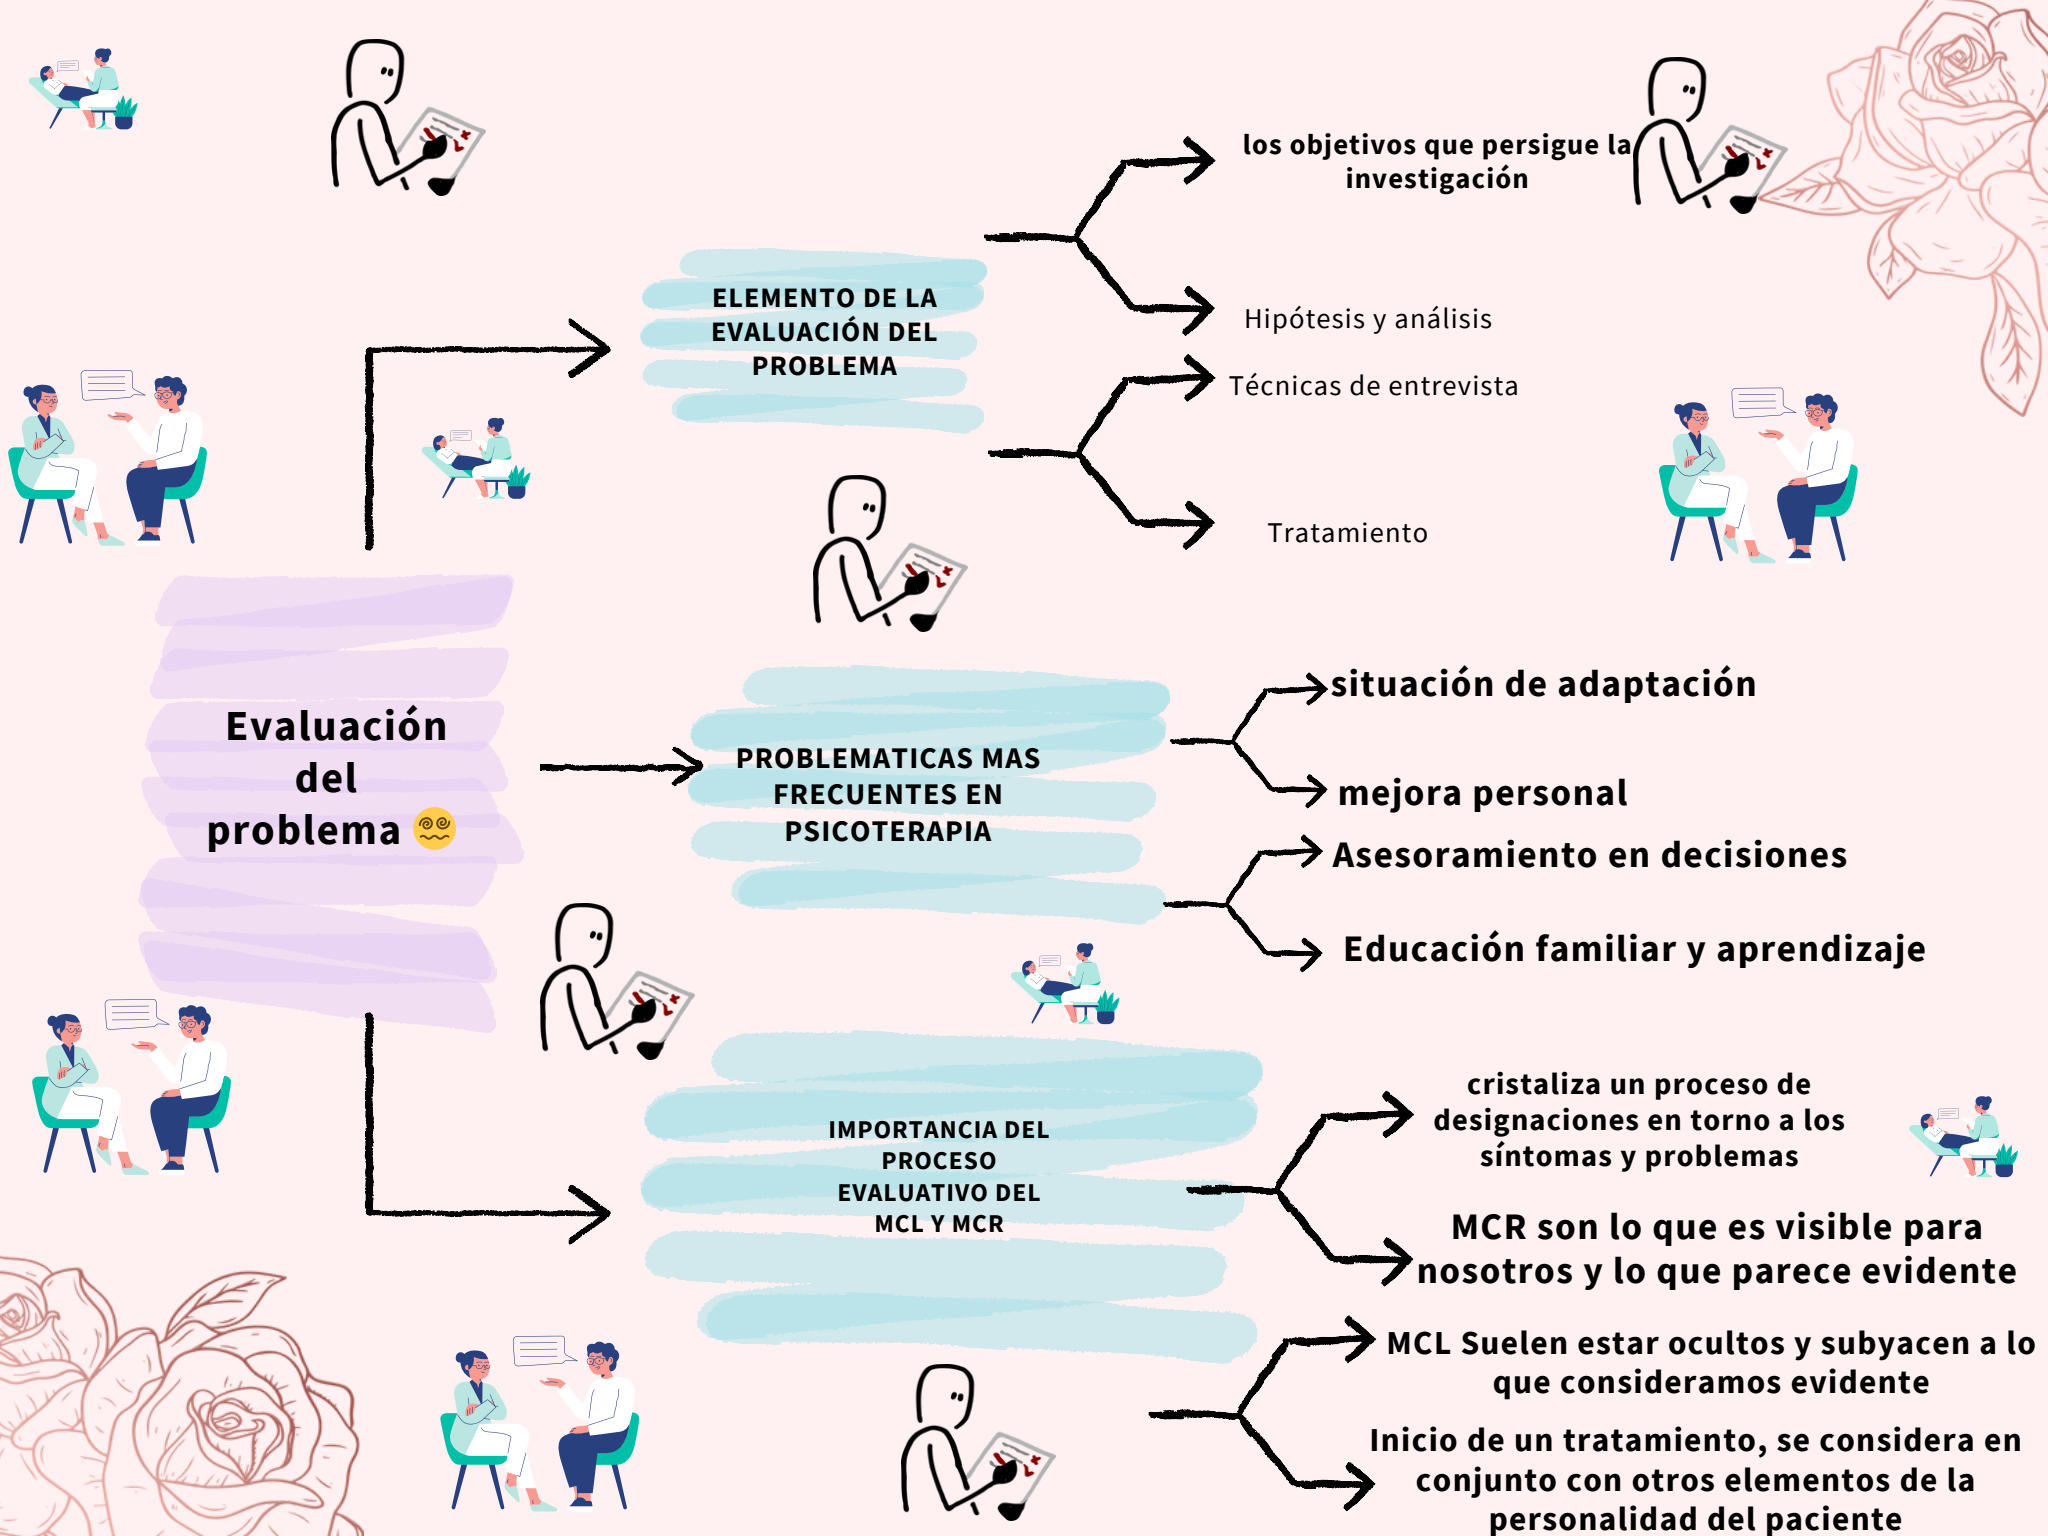 Evaluación
del
problema
ELEMENTO DE LA
EVALUACIÓN DEL
PROBLEMA
los objetivos que persigue la
investigación
Hipótesis y análisis
Técnicas de entrevista
Tratamiento
PROBLEMATICAS MAS
FRECUENTES EN
PSICOTERAPIA
situación de adaptación
mejora personal
Asesoramiento en decisiones
Educación familiar y aprendizaje
IMPORTANCIA DEL
PROCESO
EVALUATIVO DEL
MCL Y MCR
cristaliza un proceso de
designaciones en torno a los
síntomas y problemas
MCR son lo que es visible para
nosotros y lo que parece evidente
MCL Suelen estar ocultos y subyacen a lo
que consideramos evidente
Inicio de un tratamiento, se considera en
conjunto con otros elementos de la
personalidad del paciente